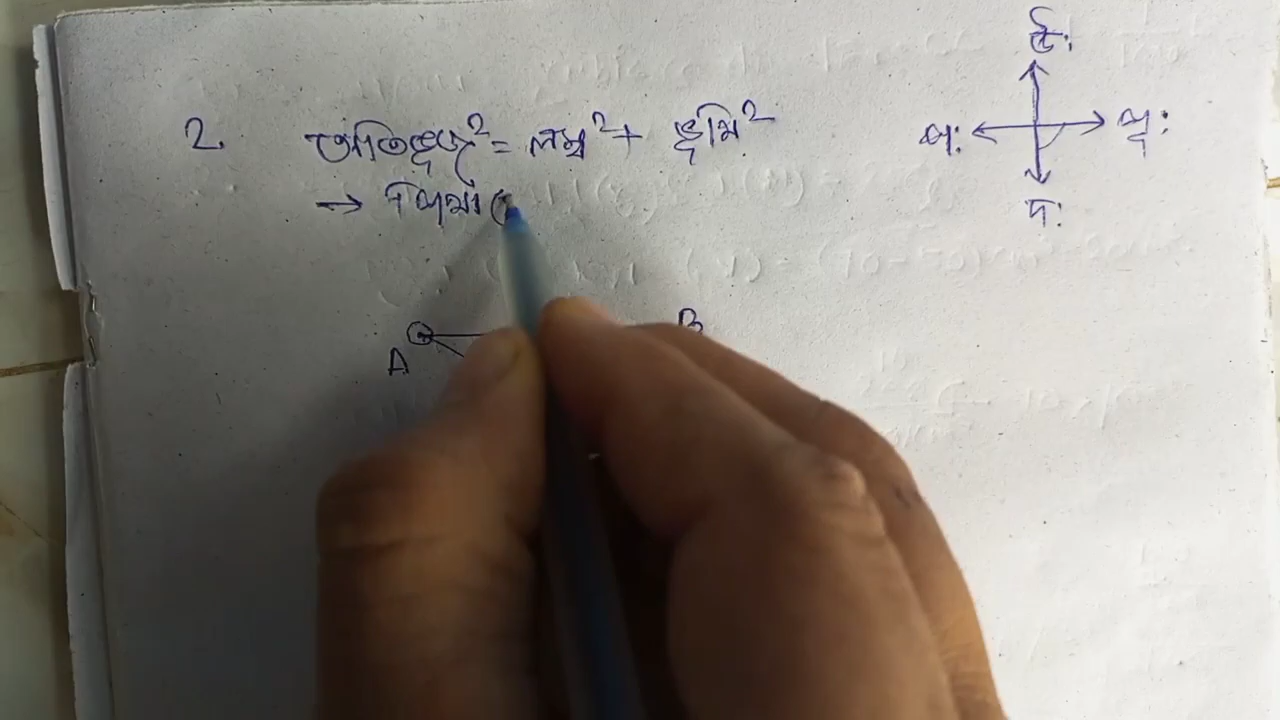 2. অতিভুজ² = লম্ব² + ভূমি²
→ পিথা
উ:
প: পূ:
দ:
A B